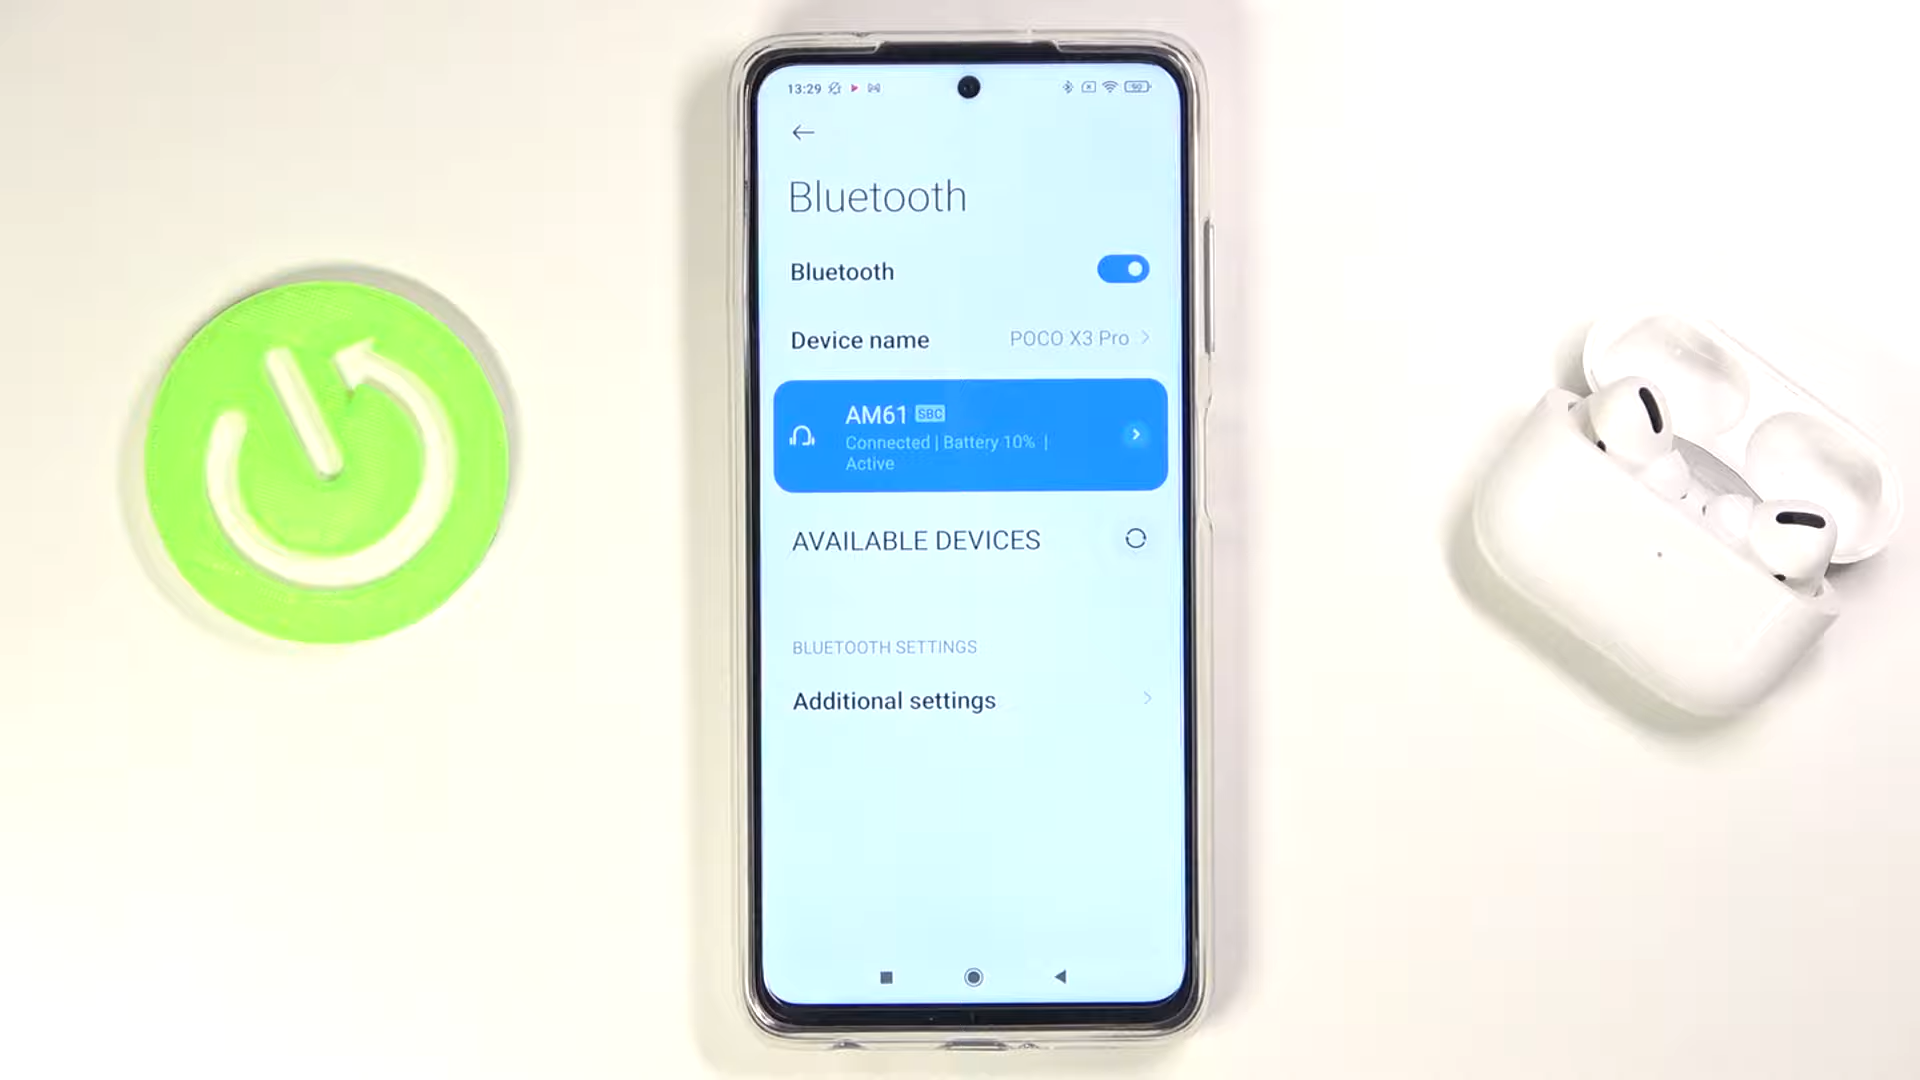 13:29
90
Bluetooth
Bluetooth
Device name POCO X3 Pro
AM61 SBC
Connected | Battery 10% |
Active
AVAILABLE DEVICES
BLUETOOTH SETTINGS
Additional settings